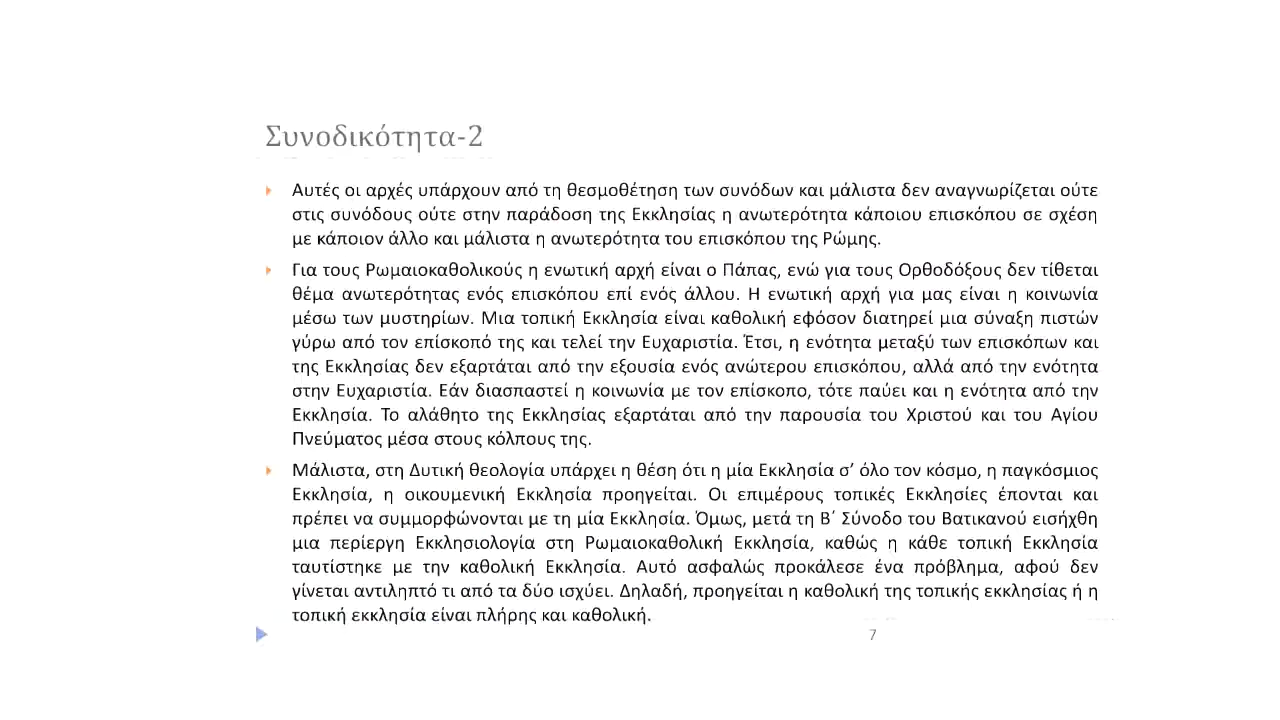 Συνοδικότητα-2
Αυτές οι αρχές υπάρχουν από τη θεσμοθέτηση των συνόδων και μάλιστα δεν αναγνωρίζεται ούτε
στις συνόδους ούτε στην παράδοση της Εκκλησίας η ανωτερότητα κάποιου επισκόπου σε σχέση
με κάποιον άλλο και μάλιστα η ανωτερότητα του επισκόπου της Ρώμης.
Για τους Ρωμαιοκαθολικούς η ενωτική αρχή είναι ο Πάπας, ενώ για τους Ορθοδόξους δεν τίθεται
θέμα ανωτερότητας ενός επισκόπου επί ενός άλλου. Η ενωτική αρχή για μας είναι η κοινωνία
μέσω των μυστηρίων. Μια τοπική Εκκλησία είναι καθολική εφόσον διατηρεί μια σύναξη πιστών
γύρω από τον επίσκοπό της και τελεί την Ευχαριστία. Έτσι, η ενότητα μεταξύ των επισκόπων και
της Εκκλησίας δεν εξαρτάται από την εξουσία ενός ανώτερου επισκόπου, αλλά από την ενότητα
στην Ευχαριστία. Εάν διασπαστεί η κοινωνία με τον επίσκοπο, τότε παύει και η ενότητα από την
Εκκλησία. Το αλάθητο της Εκκλησίας εξαρτάται από την παρουσία του Χριστού και του Αγίου
Πνεύματος μέσα στους κόλπους της.
Μάλιστα, στη Δυτική θεολογία υπάρχει η θέση ότι η μία Εκκλησία σ’ όλο τον κόσμο, η παγκόσμιος
Εκκλησία, η οικουμενική Εκκλησία προηγείται. Οι επιμέρους τοπικές Εκκλησίες έπονται και
πρέπει να συμμορφώνονται με τη μία Εκκλησία. Όμως, μετά τη Β΄ Σύνοδο του Βατικανού εισήχθη
μια περίεργη Εκκλησιολογία στη Ρωμαιοκαθολική Εκκλησία, καθώς η κάθε τοπική Εκκλησία
ταυτίστηκε με την καθολική Εκκλησία. Αυτό ασφαλώς προκάλεσε ένα πρόβλημα, αφού δεν
γίνεται αντιληπτό τι από τα δύο ισχύει. Δηλαδή, προηγείται η καθολική της τοπικής εκκλησίας ή η
τοπική εκκλησία είναι πλήρης και καθολική.
7